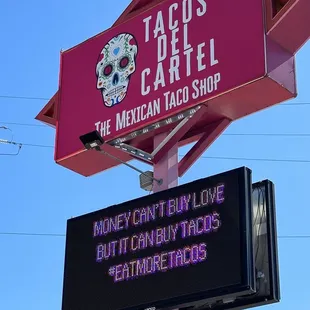 TACOS
DEL
CARTEL
THE MEXICAN TACO SHOP
MONEY CAN'T BUY LOVE
BUT IT CAN BUY TACOS
#EATMORETACOS